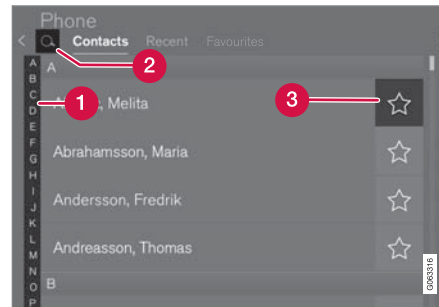 Phone
Contacts Recent Favourites
2
A
B
C
D
E
F
G
H
I
J
K
L
M
N
O
P
A
1
, Melita
3
Abrahamsson, Maria
Andersson, Fredrik
Andreasson, Thomas
B
G063316